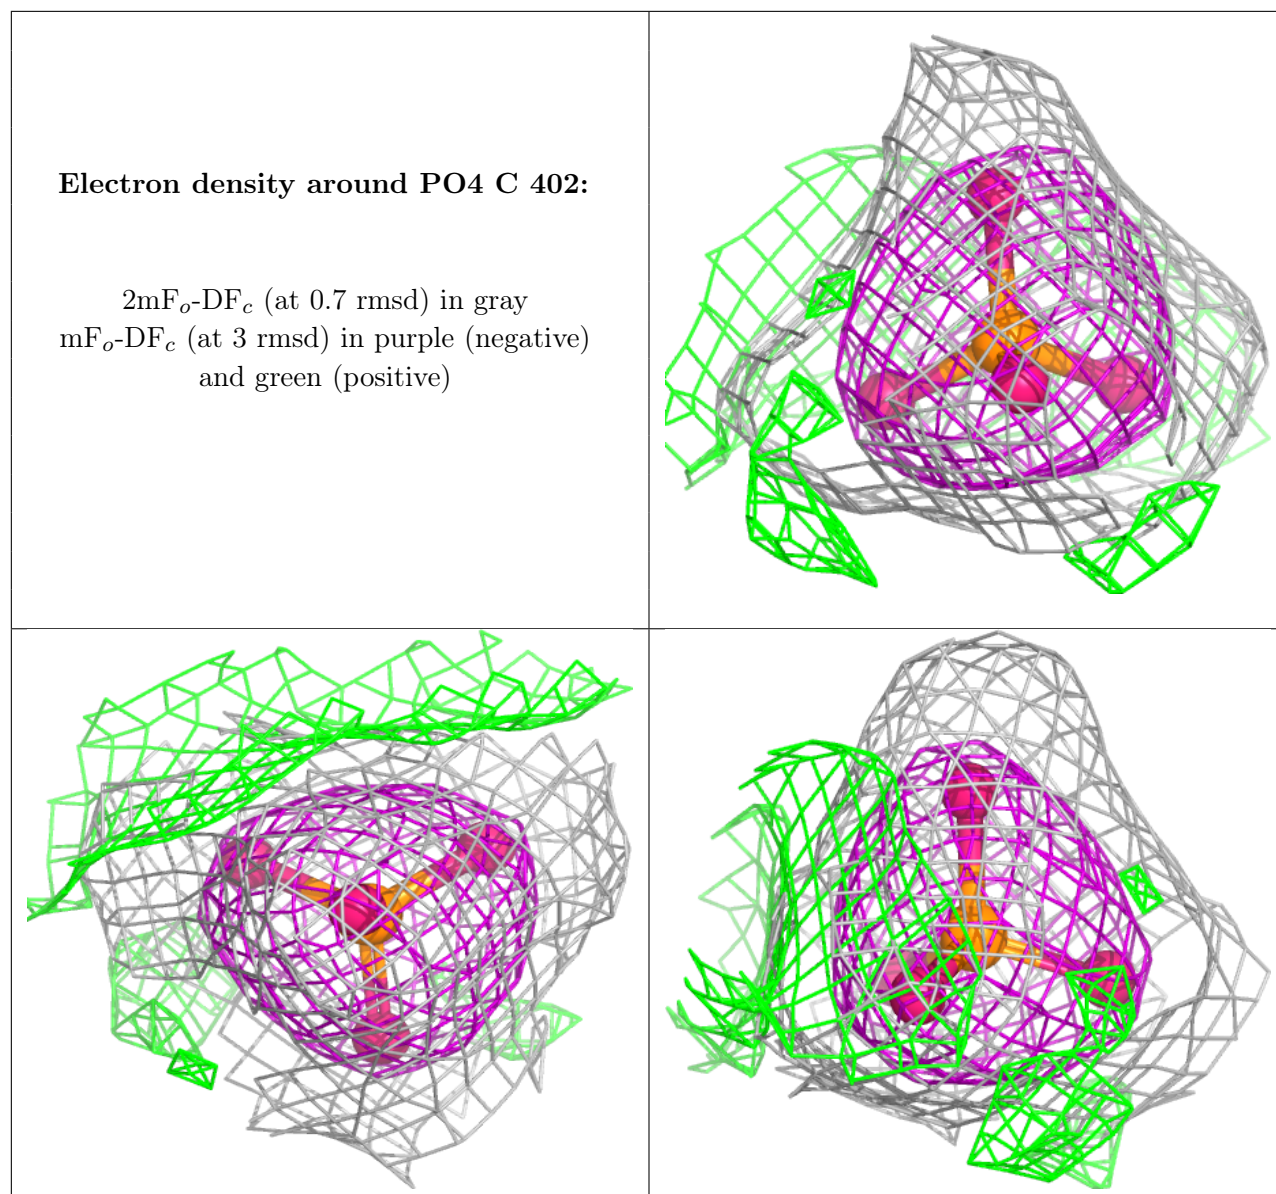 Electron density around PO4 C 402:
2mFₒ-DF𝒸 (at 0.7 rmsd) in gray
mFₒ-DF𝒸 (at 3 rmsd) in purple (negative)
and green (positive)